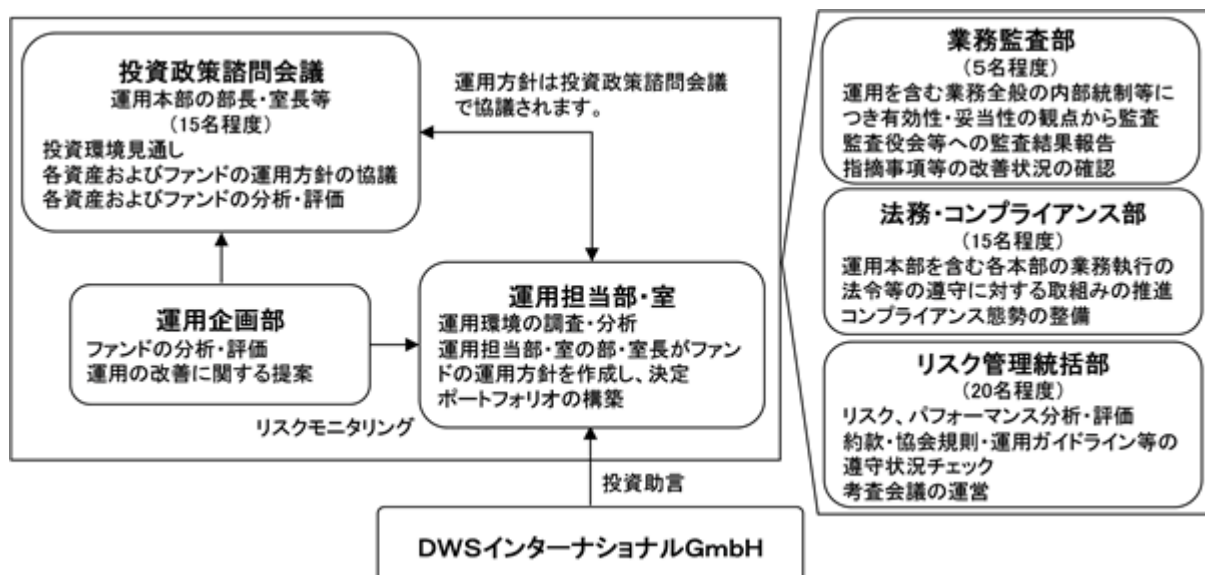 投資政策諮問会議
運用本部の部長・室長等
(15名程度)
投資環境見通し
各資産およびファンドの運用方針の協議
各資産およびファンドの分析・評価
運用方針は投資政策諮問会議
で協議されます。
運用企画部
ファンドの分析・評価
運用の改善に関する提案
リスクモニタリング
運用担当部・室
運用環境の調査・分析
運用担当部・室の部・室長がファン
ドの運用方針を作成し、決定
ポートフォリオの構築
投資助言
DWSインターナショナルGmbH
業務監査部
(5名程度)
運用を含む業務全般の内部統制等に
つき有効性・妥当性の観点から監査
監査役会等への監査結果報告
指摘事項等の改善状況の確認
法務・コンプライアンス部
(15名程度)
運用本部を含む各本部の業務執行の
法令等の遵守に対する取組みの推進
コンプライアンス態勢の整備
リスク管理統括部
(20名程度)
リスク、パフォーマンス分析・評価
約款・協会規則・運用ガイドライン等の
遵守状況チェック
考査会議の運営